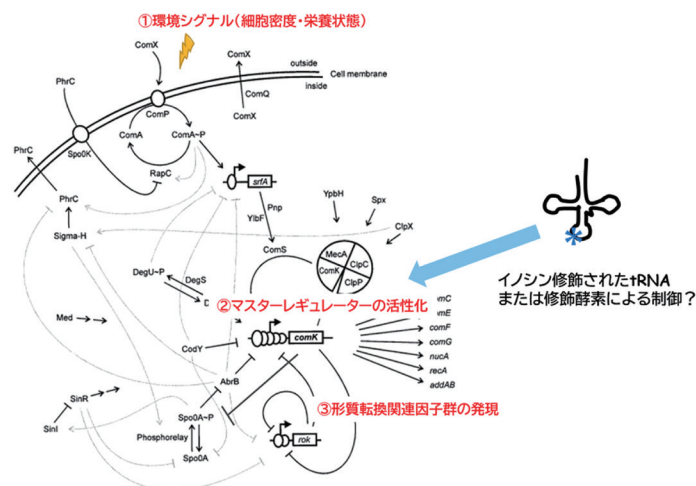 ①環境シグナル(細胞密度・栄養状態)
ComX
ComX
outside
Cell membrane
inside
PhrC
ComQ
ComP
ComX
ComA
ComA~P
PhrC
Spo0K
RapC
srfA
PhrC
YpbH
Pnp
Spx
YlbF
Sigma-H
ClpX
ComS
MecA
ComK
ClpC
ClpP
イノシン修飾されたtRNA
または修飾酵素による制御?
DegU~P
DegS
②マスターレギュレーターの活性化
comF
comG
nucA
recA
addAB
Med
CodY
comK
AbrB
SinR
③形質転換関連因子群の発現
Spo0A~P
SinI
Phosphorelay
rok
Spo0A